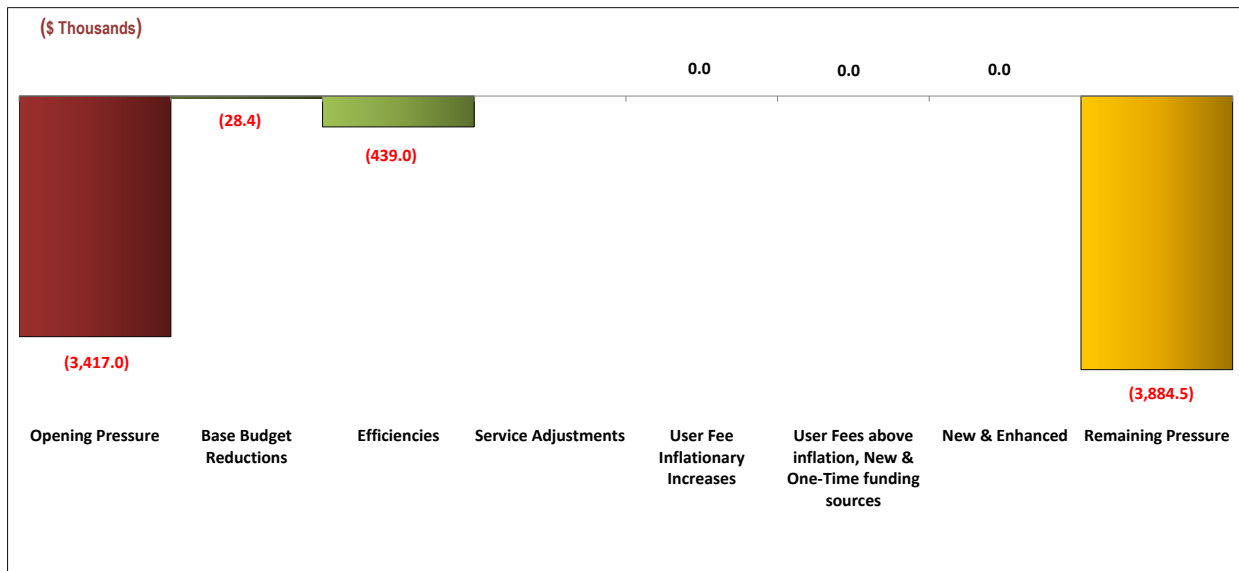 ($ Thousands)
0.0
0.0
0.0
(28.4)
(439.0)
(3,417.0)
(3,884.5)
Opening Pressure
Base Budget
Reductions
Efficiencies
Service Adjustments
User Fee
Inflationary
Increases
User Fees above
inflation, New &
One-Time funding
sources
New & Enhanced
Remaining Pressure